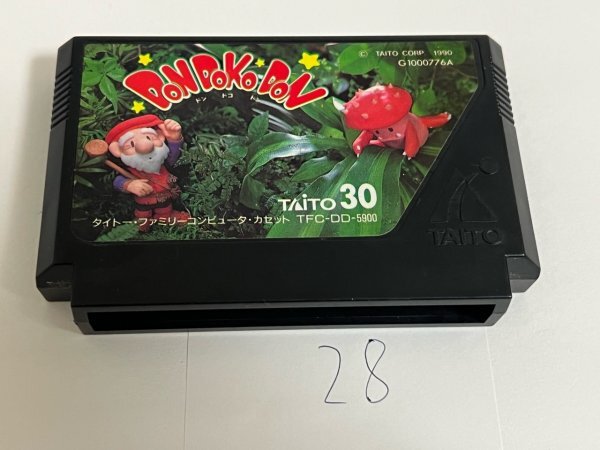 © TAITO CORP. 1990
G1000776A
DON DOKO DON
ドン ドコ ドン
TAITO 30
タイトー・ファミリーコンピュータ・カセット TFC-DD-5900
TAITO
28